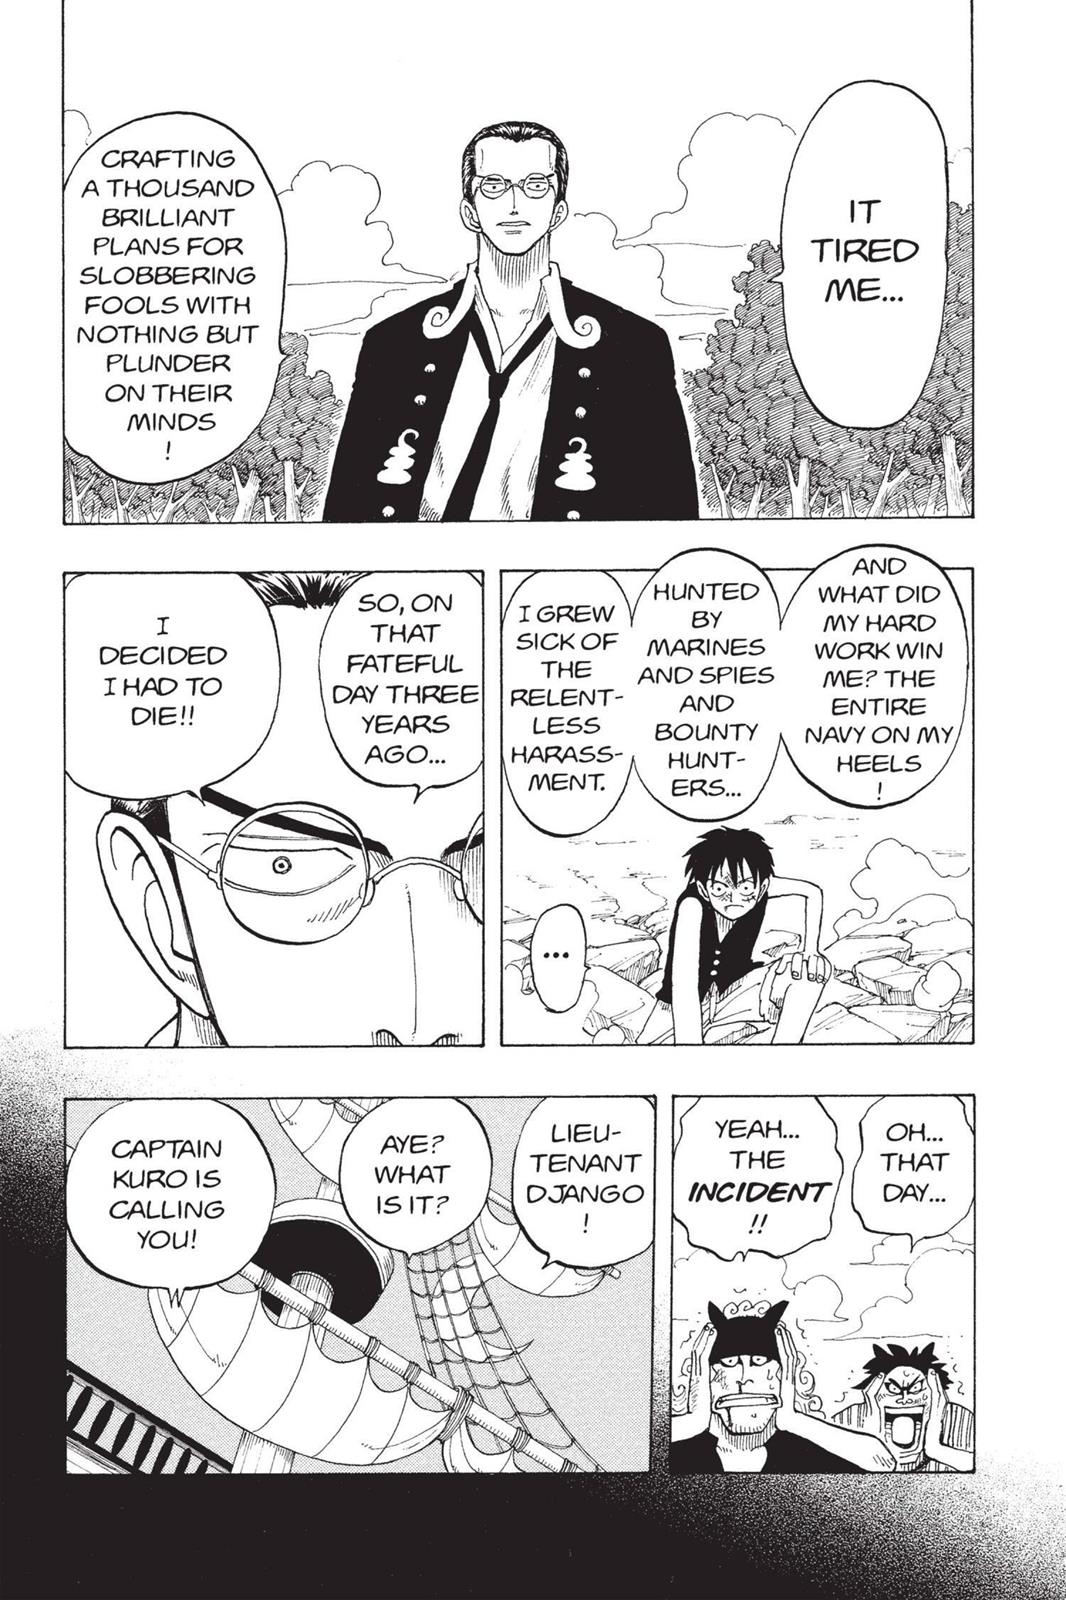 IT
TIRED
ME...
CRAFTING
A THOUSAND
BRILLIANT
PLANS FOR
SLOBBERING
FOOLS WITH
NOTHING BUT
PLUNDER
ON THEIR
MINDS
!
AND
WHAT DID
MY HARD
WORK WIN
ME? THE
ENTIRE
NAVY ON MY
HEELS
!
HUNTED
BY
MARINES
AND SPIES
AND
BOUNTY
HUNT-
ERS...
I GREW
SICK OF
THE
RELENT-
LESS
HARASS-
MENT.
...
SO, ON
THAT
FATEFUL
DAY THREE
YEARS
AGO...
I
DECIDED
I HAD TO
DIE!!
OH...
THAT
DAY...
YEAH...
THE
INCIDENT
!!
LIEU-
TENANT
DJANGO
!
AYE?
WHAT
IS IT?
CAPTAIN
KURO IS
CALLING
YOU!